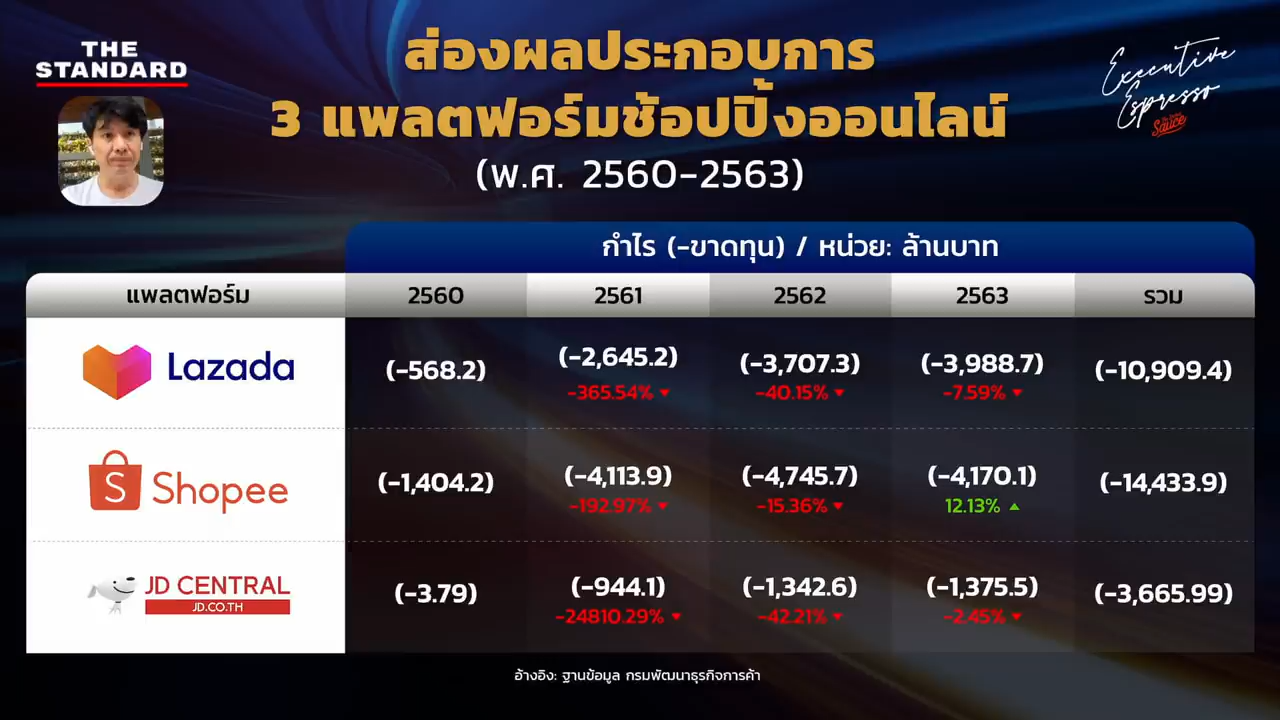 THE
STANDARD
ส่องผลประกอบการ
3 แพลตฟอร์มช้อปปิ้งออนไลน์
(พ.ศ. 2560-2563)
Executive
Espresso
Sauce
กำไร (-ขาดทุน) / หน่วย: ล้านบาท
แพลตฟอร์ม 2560 2561 2562 2563 รวม
Lazada (-568.2) (-2,645.2) (-3,707.3) (-3,988.7) (-10,909.4)
-365.54% -40.15% -7.59%
Shopee (-1,404.2) (-4,113.9) (-4,745.7) (-4,170.1) (-14,433.9)
-192.97% -15.36% 12.13%
JD CENTRAL (-3.79) (-944.1) (-1,342.6) (-1,375.5) (-3,665.99)
JD.CO.TH -24810.29% -42.21% -2.45%
อ้างอิง: ฐานข้อมูล กรมพัฒนาธุรกิจการค้า